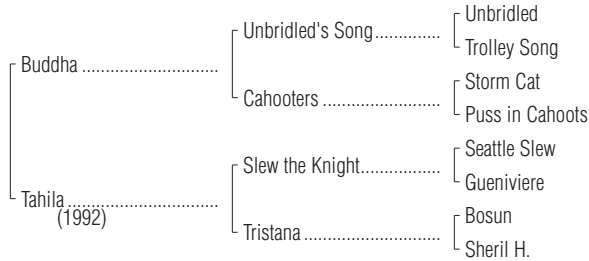 Unbridled
Unbridled's Song..............
Trolley Song
Buddha ............................
Storm Cat
Cahooters ........................
Puss in Cahoots
Seattle Slew
Slew the Knight................
Gueniviere
Tahila...............................
(1992)
Bosun
Tristana ............................
Sheril H.